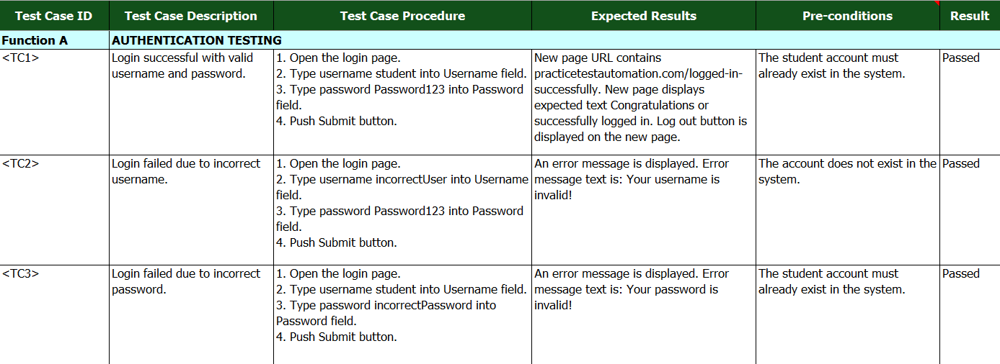 Test Case ID
Test Case Description
Test Case Procedure
Expected Results
Pre-conditions
Result
Function A
AUTHENTICATION TESTING
<TC1>
Login successful with valid
username and password.
1. Open the login page.
2. Type username student into Username field.
3. Type password Password123 into Password
field.
4. Push Submit button.
New page URL contains
practicetestautomation.com/logged-in-
successfully. New page displays
expected text Congratulations or
successfully logged in. Log out button is
displayed on the new page.
The student account must
already exist in the system.
Passed
<TC2>
Login failed due to incorrect
username.
1. Open the login page.
2. Type username incorrectUser into Username
field.
3. Type password Password123 into Password
field.
4. Push Submit button.
An error message is displayed. Error
message text is: Your username is
invalid!
The account does not exist in the
system.
Passed
<TC3>
Login failed due to incorrect
password.
1. Open the login page.
2. Type username student into Username field.
3. Type password incorrectPassword into
Password field.
4. Push Submit button.
An error message is displayed. Error
message text is: Your password is
invalid!
The student account must
already exist in the system.
Passed